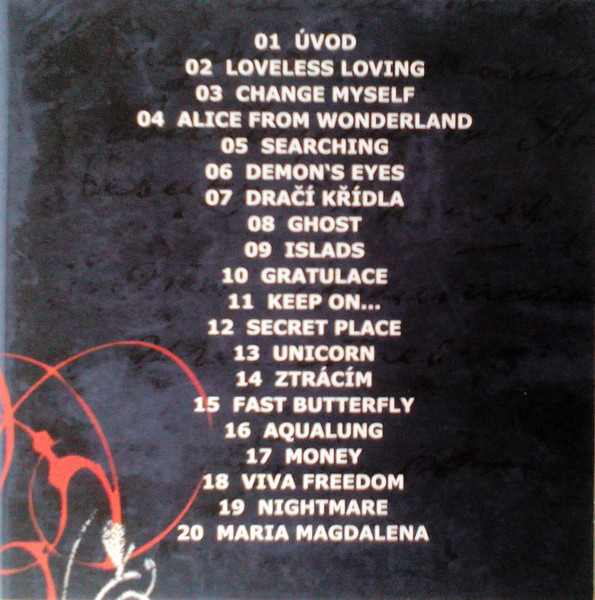 01 ÚVOD
02 LOVELESS LOVING
03 CHANGE MYSELF
04 ALICE FROM WONDERLAND
05 SEARCHING
06 DEMON'S EYES
07 DRAČÍ KŘÍDLA
08 GHOST
09 ISLADS
10 GRATULACE
11 KEEP ON...
12 SECRET PLACE
13 UNICORN
14 ZTRÁCÍM
15 FAST BUTTERFLY
16 AQUALUNG
17 MONEY
18 VIVA FREEDOM
19 NIGHTMARE
20 MARIA MAGDALENA